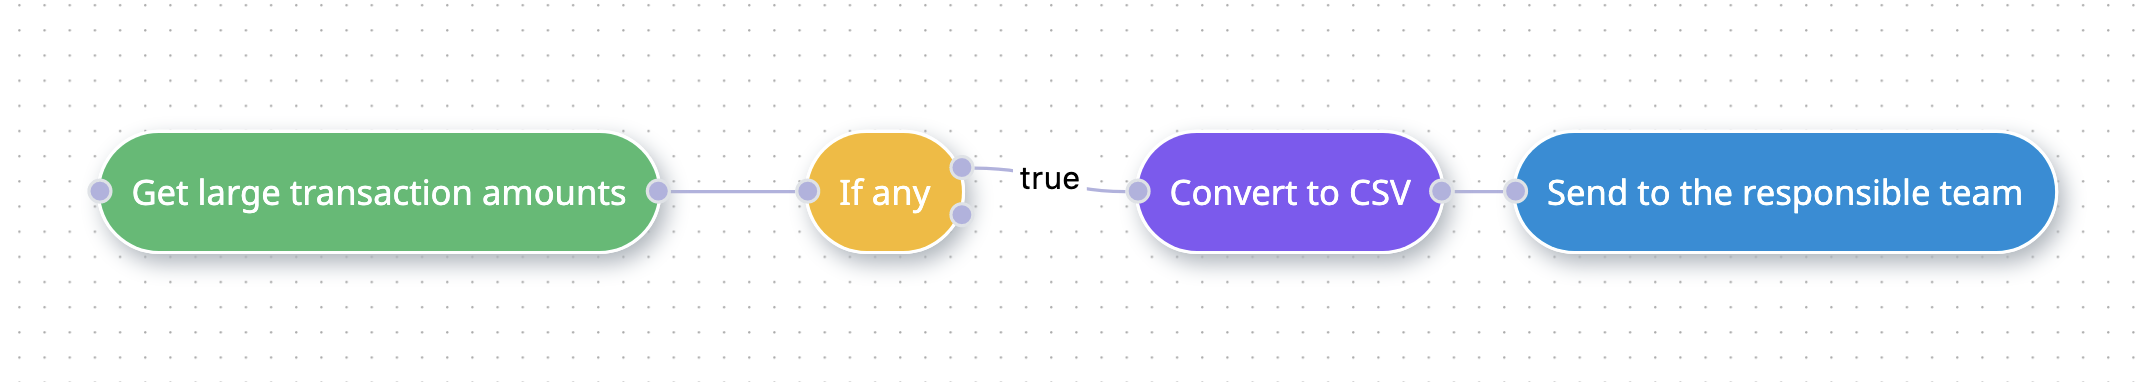 Get large transaction amounts
If any
true
Convert to CSV
Send to the responsible team